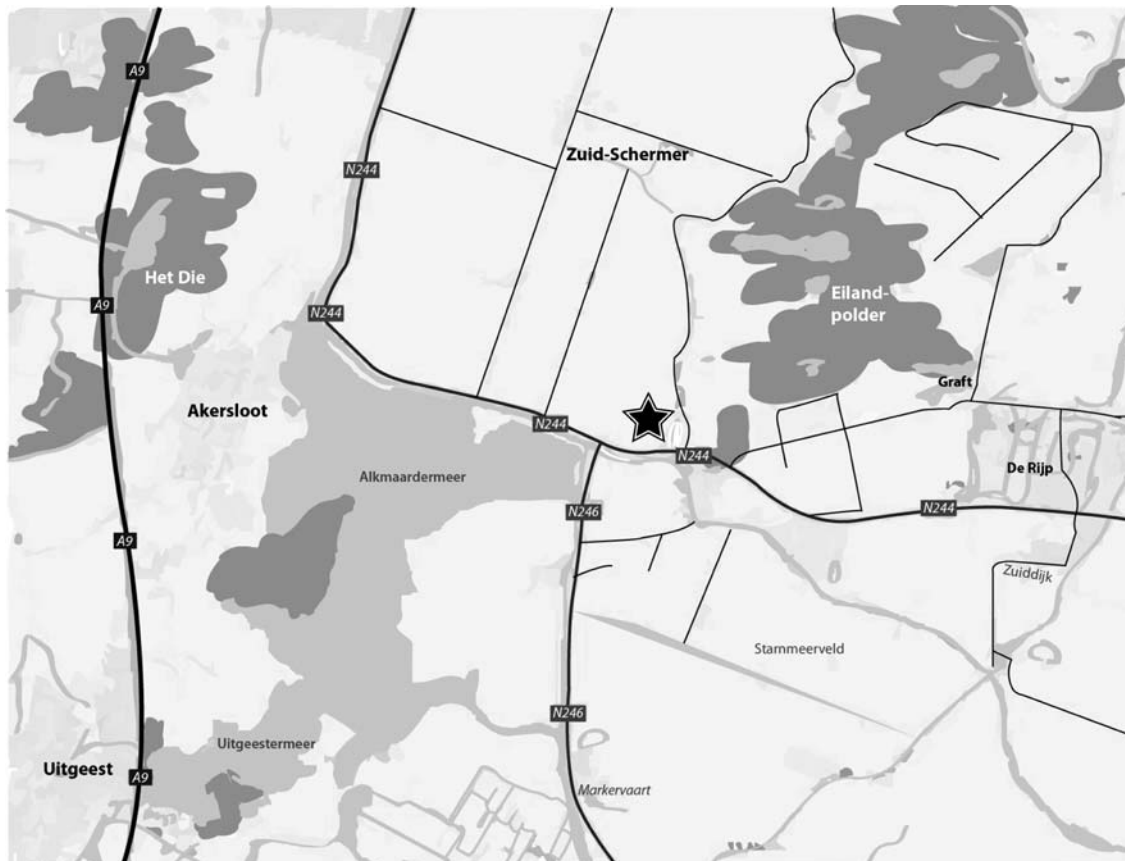 A9
Zuid-Schermer
N244
Het Die
Eiland-
polder
A9
N244
Graft
Akersloot
N244
N244
De Rijp
Alkmaardermeer
N246
N244
A9
Zuiddijk
Starnmeerveld
N246
Uitgeestermeer
Uitgeest
A9
Markervaart